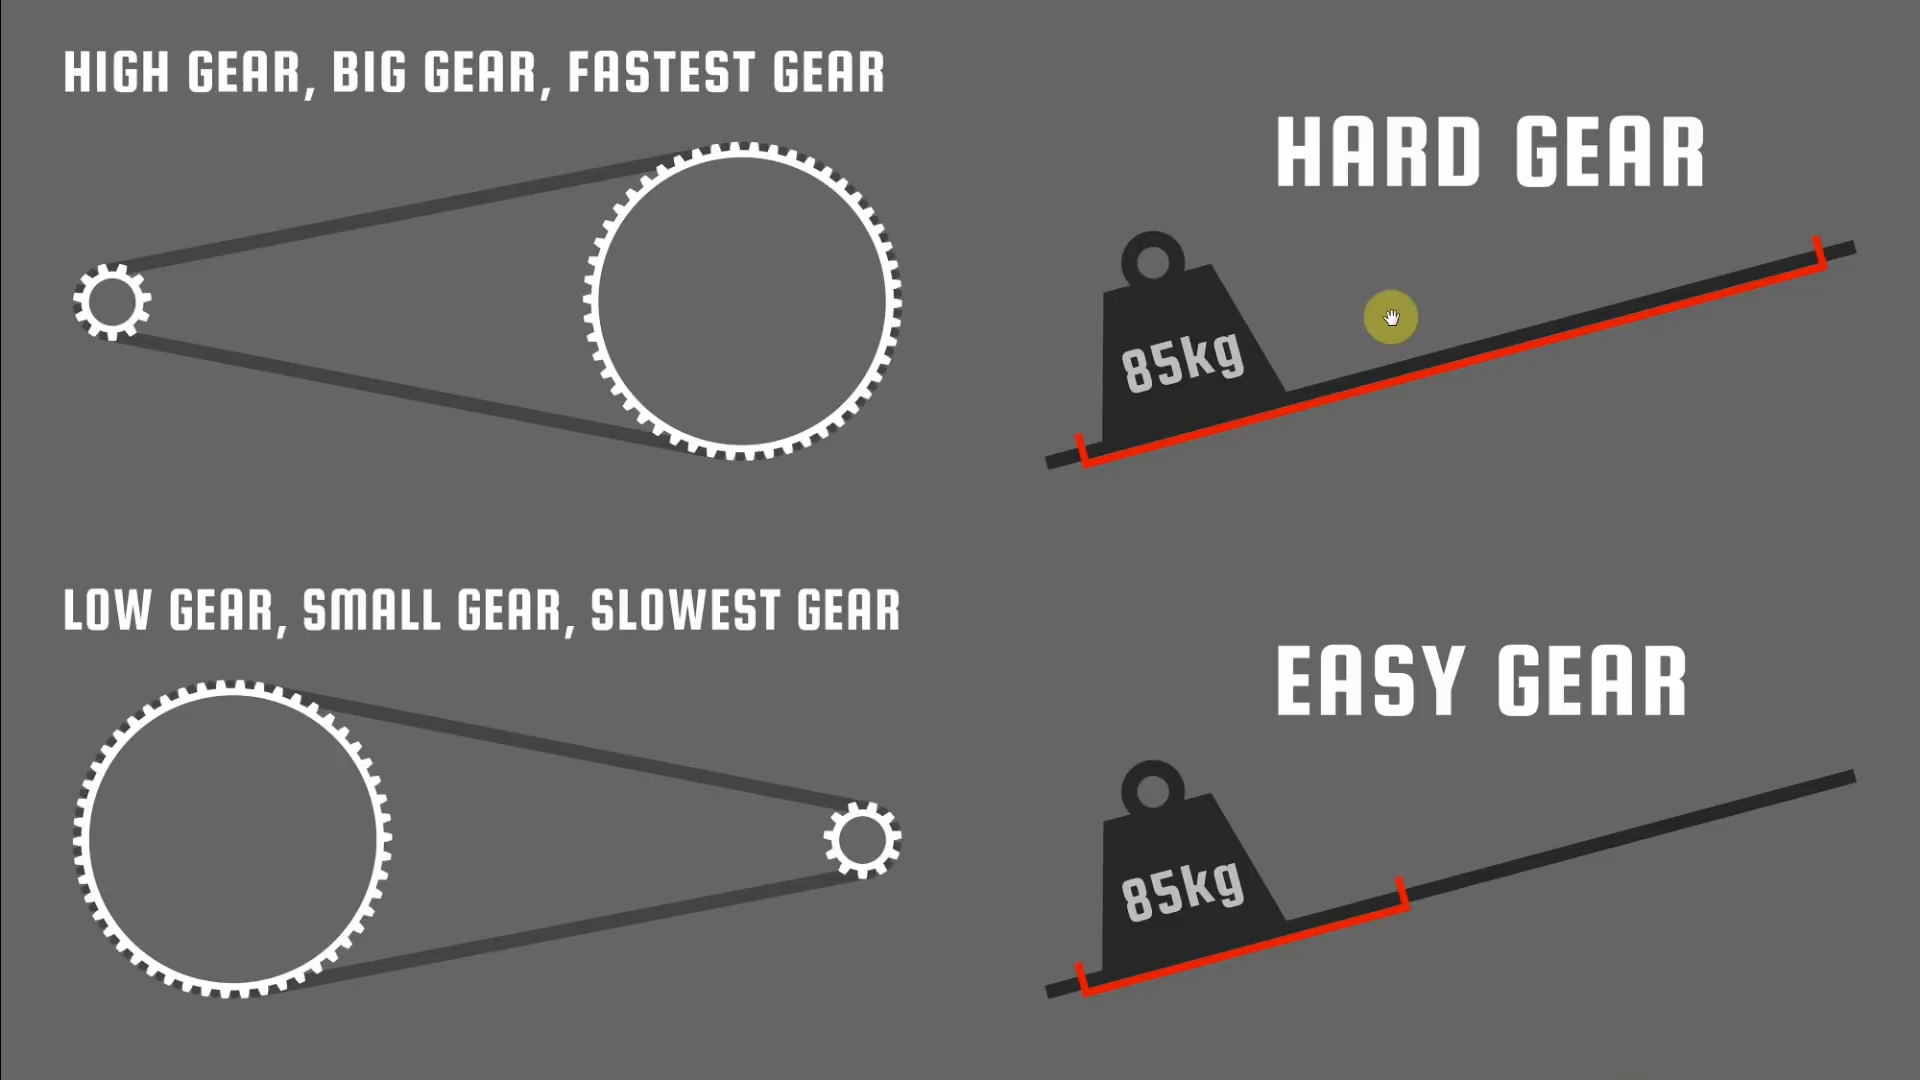 HIGH GEAR, BIG GEAR, FASTEST GEAR
HARD GEAR
85kg
LOW GEAR, SMALL GEAR, SLOWEST GEAR
EASY GEAR
85kg